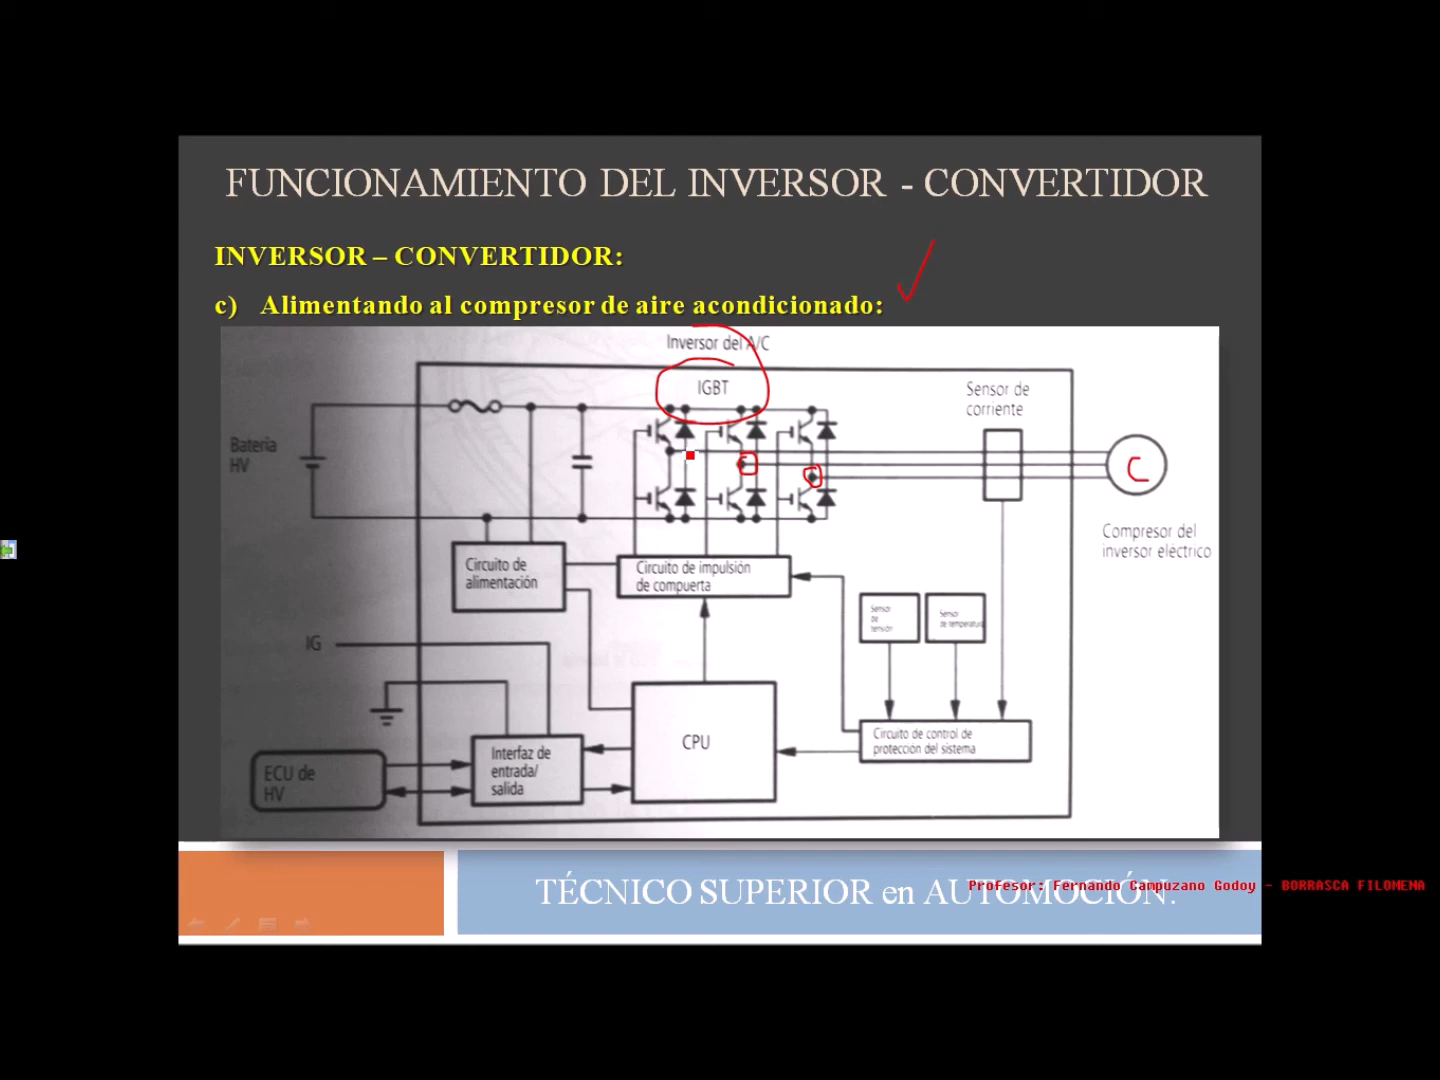 FUNCIONAMIENTO DEL INVERSOR - CONVERTIDOR
INVERSOR – CONVERTIDOR:
c) Alimentando al compresor de aire acondicionado:
Inversor del A/C
IGBT
Sensor de
corriente
Batería
HV
C
Compresor del
inversor eléctrico
Circuito de
alimentación
Circuito de impulsión
de compuerta
Sensor
de
tensión
Sensor
de temperatura
IG
CPU
Circuito de control de
protección del sistema
Interfaz de
entrada/
salida
ECU de
HV
TÉCNICO SUPERIOR en AUTOMOCIÓN.
Profesor: Fernando Campuzano Godoy - BORRASCA FILOMENA